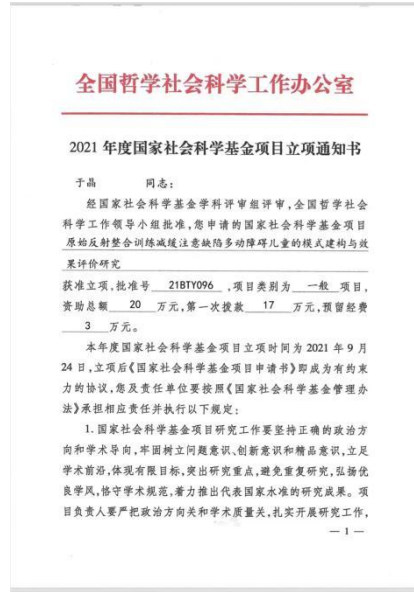 全国哲学社会科学工作办公室
2021 年度国家社会科学基金项目立项通知书
于晶 同志：
经国家社会科学基金学科评审组评审，全国哲学社会
科学工作领导小组批准，您申请的国家社会科学基金项目
原始反射整合训练减缓注意缺陷多动障碍儿童的模式建构与效
果评价研究
获准立项，批准号 21BTY096 ，项目类别为 一般 项目，
资助总额 20 万元，第一次拨款 17 万元，预留经费
3 万元。
本年度国家社会科学基金项目立项时间为 2021 年 9 月
24 日，立项后《国家社会科学基金项目申请书》即成为有约束
力的协议，您及责任单位要按照《国家社会科学基金管理办
法》承担相应责任并执行以下规定：
1. 国家社会科学基金项目研究工作要坚持正确的政治方
向和学术导向，牢固树立问题意识、创新意识和精品意识，立足
学术前沿，体现有限目标，突出研究重点，避免重复研究，弘扬优
良学风，恪守学术规范，着力推出代表国家水准的研究成果。项
目负责人要严把政治方向关和学术质量关，扎实开展研究工作，
— 1 —